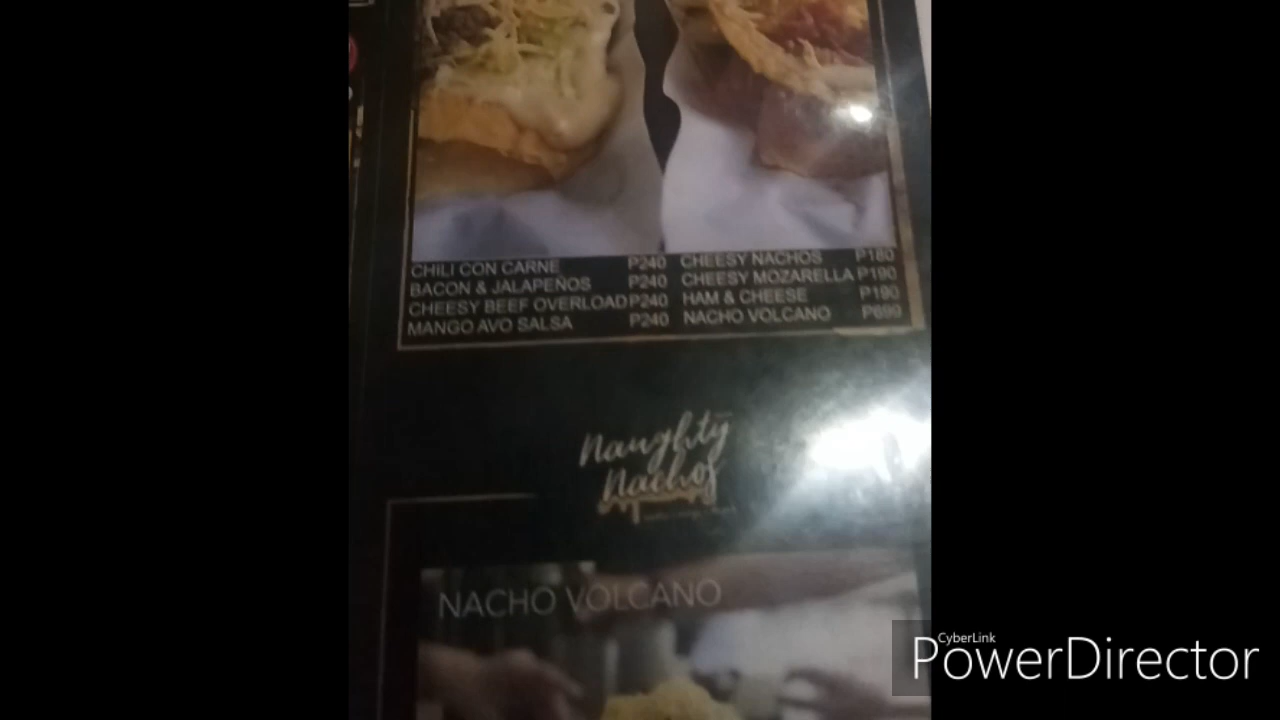 CHILI CON CARNE P240
BACON & JALAPEÑOS P240
CHEESY BEEF OVERLOAD P240
MANGO AVO SALSA P240
CHEESY NACHOS P180
CHEESY MOZARELLA P190
HAM & CHEESE P190
NACHO VOLCANO P690
Naughty
Nachos
NACHO VOLCANO
CyberLink
PowerDirector